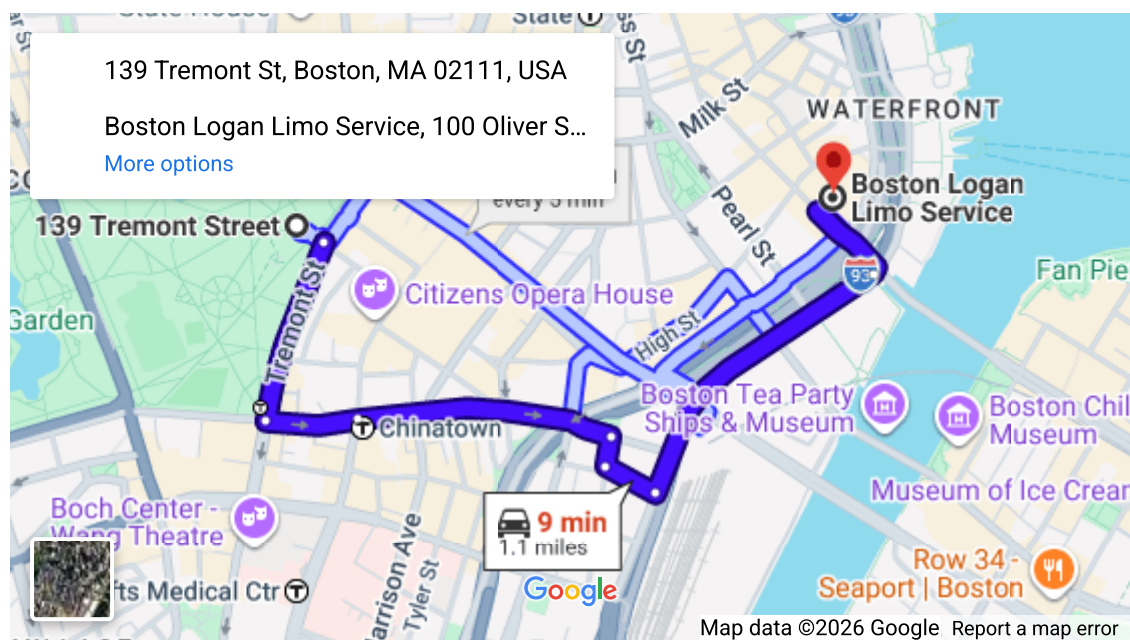 State
139 Tremont St, Boston, MA 02111, USA
Boston Logan Limo Service, 100 Oliver S...
More options
Milk St
WATERFRONT
Boston Logan
Limo Service
every 5 min
139 Tremont Street
Pearl St
93
Fan Pie
Citizens Opera House
Garden
Tremont St
High St
Boston Tea Party
Ships & Museum
Boston Chil
Museum
T
T Chinatown
Museum of Ice Crear
Boch Center -
Wang Theatre
9 min
1.1 miles
Harrison Ave
Tyler St
Row 34 -
Seaport | Boston
fts Medical Ctr T
Google
Map data ©2026 Google
Report a map error